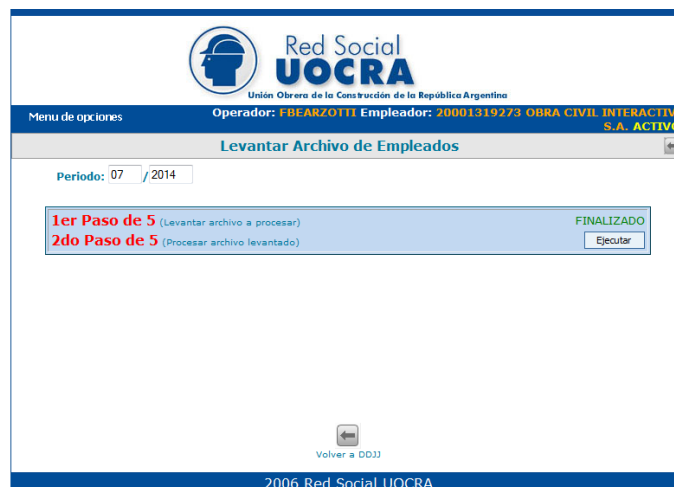 Red Social
UOCRA
Unión Obrera de la Construcción de la República Argentina
Menu de opciones
Operador: FBEARZOTTI Empleador: 20001319273 OBRA CIVIL
S.A. ACTIVO
Levantar Archivo de Empleados
Periodo: 07 / 2014
1er Paso de 5 (Levantar archivo a procesar) FINALIZADO
2do Paso de 5 (Procesar archivo levantado) Ejecutar
Volver a DDJJ
2006 Red Social UOCRA